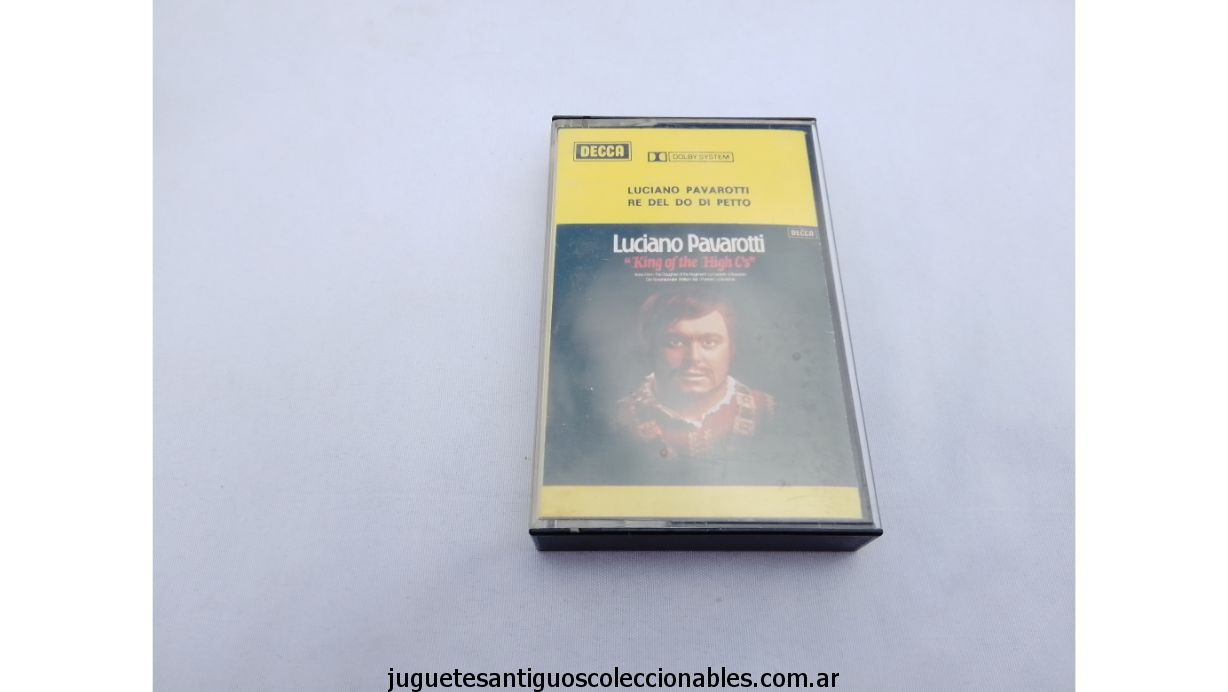 DECCA
DOLBY SYSTEM
LUCIANO PAVAROTTI
RE DEL DO DI PETTO
DECCA
Luciano Pavarotti
"King of the High C's"
juguetesantiguoscoleccionables.com.ar